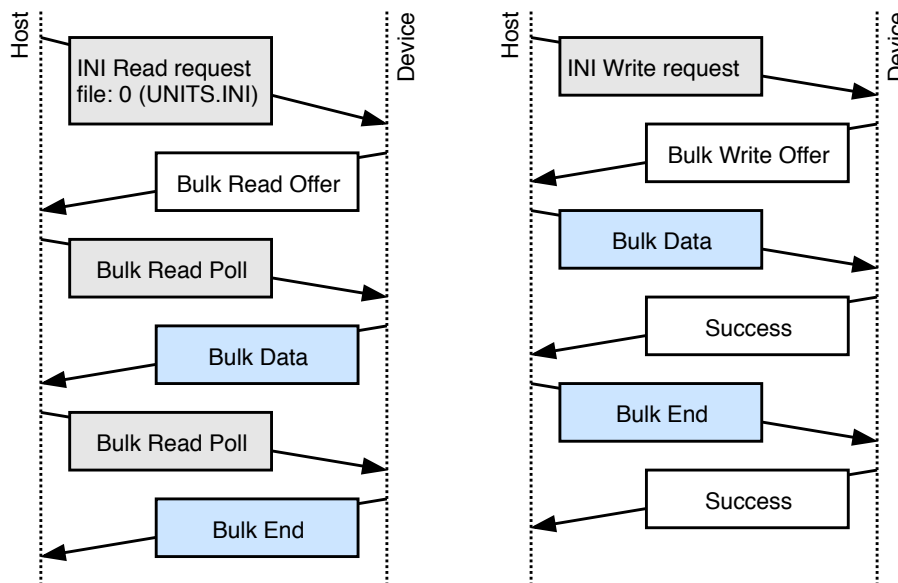 Host
Device
INI Read request
file: 0 (UNITS.INI)
Bulk Read Offer
Bulk Read Poll
Bulk Data
Bulk Read Poll
Bulk End
Host
Device
INI Write request
Bulk Write Offer
Bulk Data
Success
Bulk End
Success